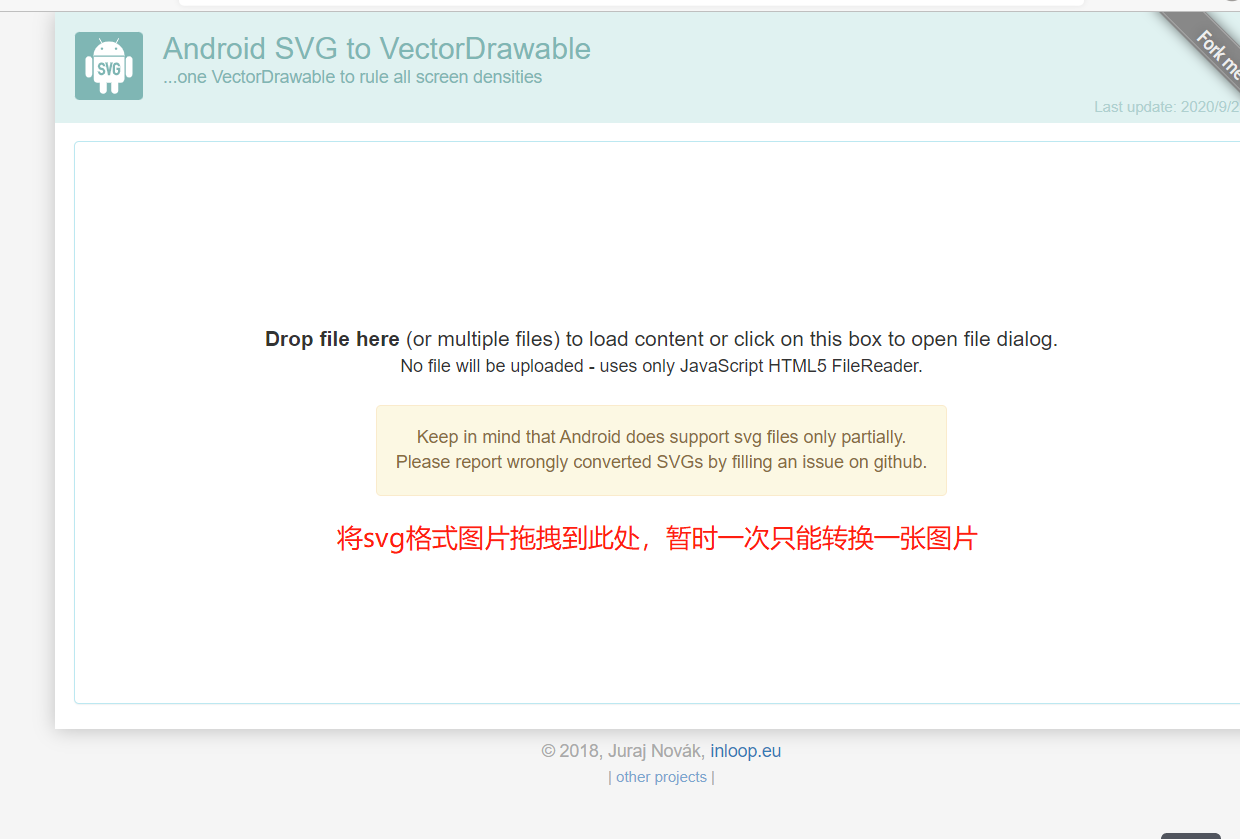 SVG
Android SVG to VectorDrawable
...one VectorDrawable to rule all screen densities
Fork me
Last update: 2020/9/2
Drop file here (or multiple files) to load content or click on this box to open file dialog.
No file will be uploaded - uses only JavaScript HTML5 FileReader.
Keep in mind that Android does support svg files only partially.
Please report wrongly converted SVGs by filling an issue on github.
将svg格式图片拖拽到此处，暂时一次只能转换一张图片
© 2018, Juraj Novák, inloop.eu
| other projects |